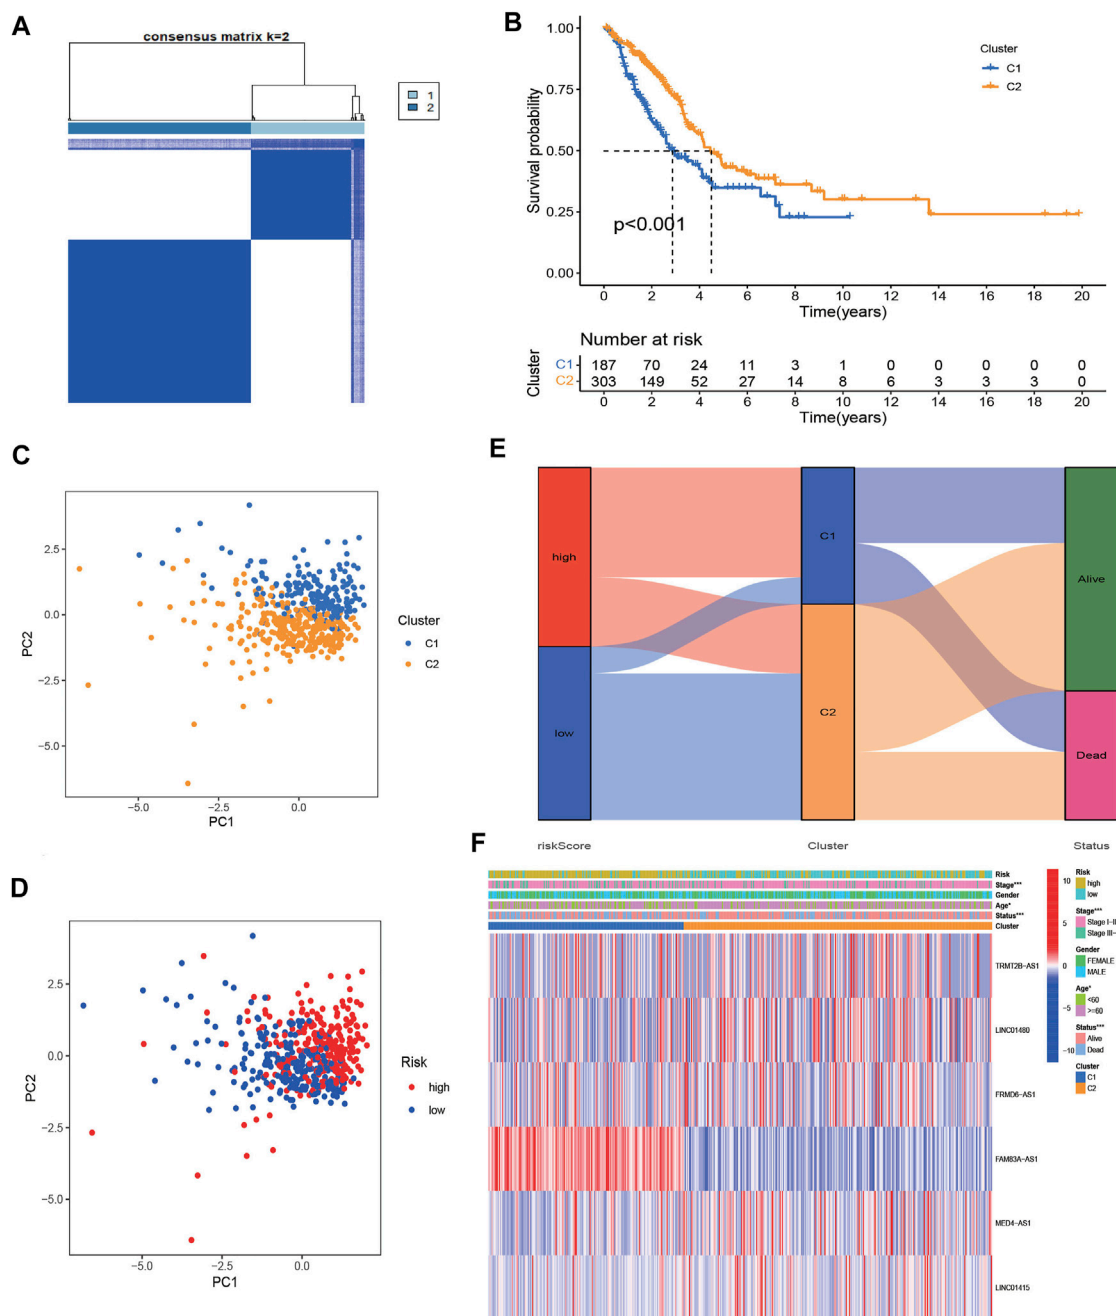 A
consensus matrix k=2
1
2
B
Survival probability
1.00
0.75
0.50
0.25
0.00
Cluster
C1
C2
p<0.001
0 2 4 6 8 10 12 14 16 18 20
Time(years)
Number at risk
Cluster
C1 187 70 24 11 3 1 0 0 0 0 0
C2 303 149 52 27 14 8 6 3 3 3 0
0 2 4 6 8 10 12 14 16 18 20
Time(years)
C
PC2
2.5
0.0
−2.5
−5.0
−5.0 −2.5 0.0
PC1
Cluster
C1
C2
D
PC2
2.5
0.0
−2.5
−5.0
−5.0 −2.5 0.0
PC1
Risk
high
low
E
high
low
C1
C2
Alive
Dead
riskScore Cluster Status
F
Risk
Stage***
Gender
Age*
Status***
Cluster
TRMT2B−AS1
LINC01480
FRMD6−AS1
FAM83A−AS1
MED4−AS1
LINC01415
10
5
0
−5
−10
Risk
high
low
Stage***
Stage I−II
Stage III−
Gender
FEMALE
MALE
Age*
<60
>=60
Status***
Alive
Dead
Cluster
C1
C2